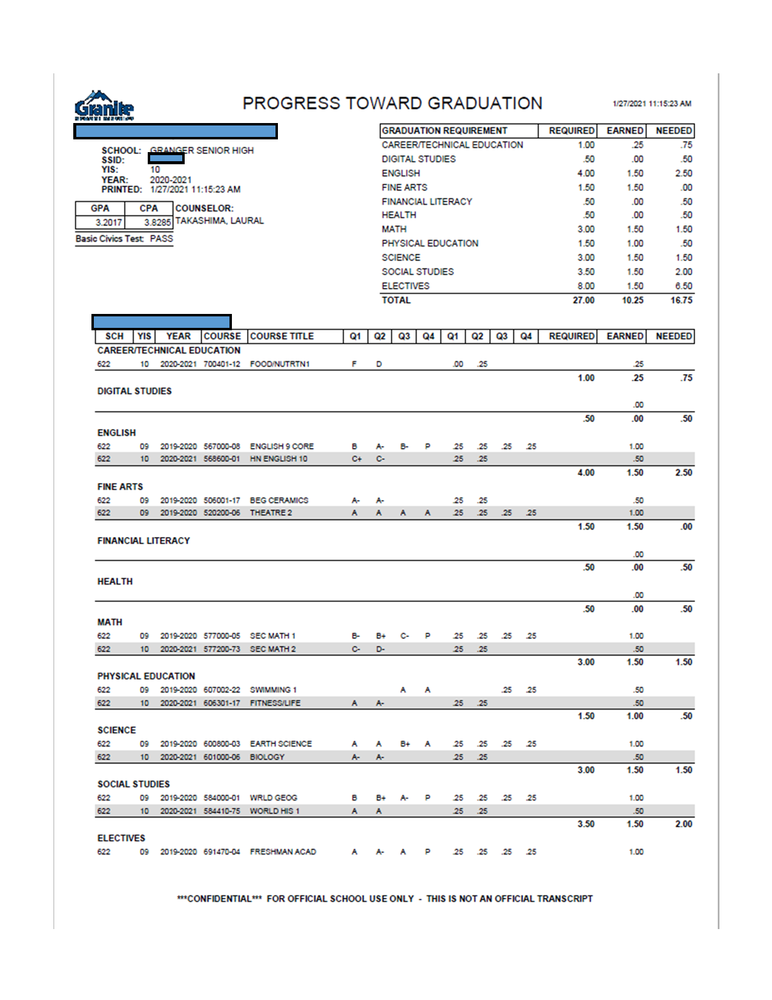 Granite
PROGRESS TOWARD GRADUATION
1/27/2021 11:15:23 AM
SCHOOL: GRANGER SENIOR HIGH
SSID:
YIS: 10
YEAR: 2020-2021
PRINTED: 1/27/2021 11:15:23 AM
GPA CPA COUNSELOR:
3.2017 3.8285 TAKASHIMA, LAURAL
Basic Civics Test: PASS
GRADUATION REQUIREMENT REQUIRED EARNED NEEDED
CAREER/TECHNICAL EDUCATION 1.00 .25 .75
DIGITAL STUDIES .50 .00 .50
ENGLISH 4.00 1.50 2.50
FINE ARTS 1.50 1.50 .00
FINANCIAL LITERACY .50 .00 .50
HEALTH .50 .00 .50
MATH 3.00 1.50 1.50
PHYSICAL EDUCATION 1.50 1.00 .50
SCIENCE 3.00 1.50 1.50
SOCIAL STUDIES 3.50 1.50 2.00
ELECTIVES 8.00 1.50 6.50
TOTAL 27.00 10.25 16.75
SCH YIS YEAR COURSE COURSE TITLE Q1 Q2 Q3 Q4 Q1 Q2 Q3 Q4 REQUIRED EARNED NEEDED
CAREER/TECHNICAL EDUCATION
622 10 2020-2021 700401-12 FOOD/NUTRTN1 F D .00 .25 .25
1.00 .25 .75
DIGITAL STUDIES
.00
.50 .00 .50
ENGLISH
622 09 2019-2020 567000-08 ENGLISH 9 CORE B A- B- P .25 .25 .25 .25 1.00
622 10 2020-2021 568600-01 HN ENGLISH 10 C+ C- .25 .25 .50
4.00 1.50 2.50
FINE ARTS
622 09 2019-2020 506001-17 BEG CERAMICS A- A- .25 .25 .50
622 09 2019-2020 520200-06 THEATRE 2 A A A A .25 .25 .25 .25 1.00
1.50 1.50 .00
FINANCIAL LITERACY
.00
.50 .00 .50
HEALTH
.00
.50 .00 .50
MATH
622 09 2019-2020 577000-05 SEC MATH 1 B- B+ C- P .25 .25 .25 .25 1.00
622 10 2020-2021 577200-73 SEC MATH 2 C- D- .25 .25 .50
3.00 1.50 1.50
PHYSICAL EDUCATION
622 09 2019-2020 607002-22 SWIMMING 1 A A .25 .25 .50
622 10 2020-2021 606301-17 FITNESS/LIFE A A- .25 .25 .50
1.50 1.00 .50
SCIENCE
622 09 2019-2020 600800-03 EARTH SCIENCE A A B+ A .25 .25 .25 .25 1.00
622 10 2020-2021 601000-06 BIOLOGY A- A- .25 .25 .50
3.00 1.50 1.50
SOCIAL STUDIES
622 09 2019-2020 584000-01 WRLD GEOG B B+ A- P .25 .25 .25 .25 1.00
622 10 2020-2021 584410-75 WORLD HIS 1 A A .25 .25 .50
3.50 1.50 2.00
ELECTIVES
622 09 2019-2020 691470-04 FRESHMAN ACAD A A- A P .25 .25 .25 .25 1.00
***CONFIDENTIAL*** FOR OFFICIAL SCHOOL USE ONLY - THIS IS NOT AN OFFICIAL TRANSCRIPT